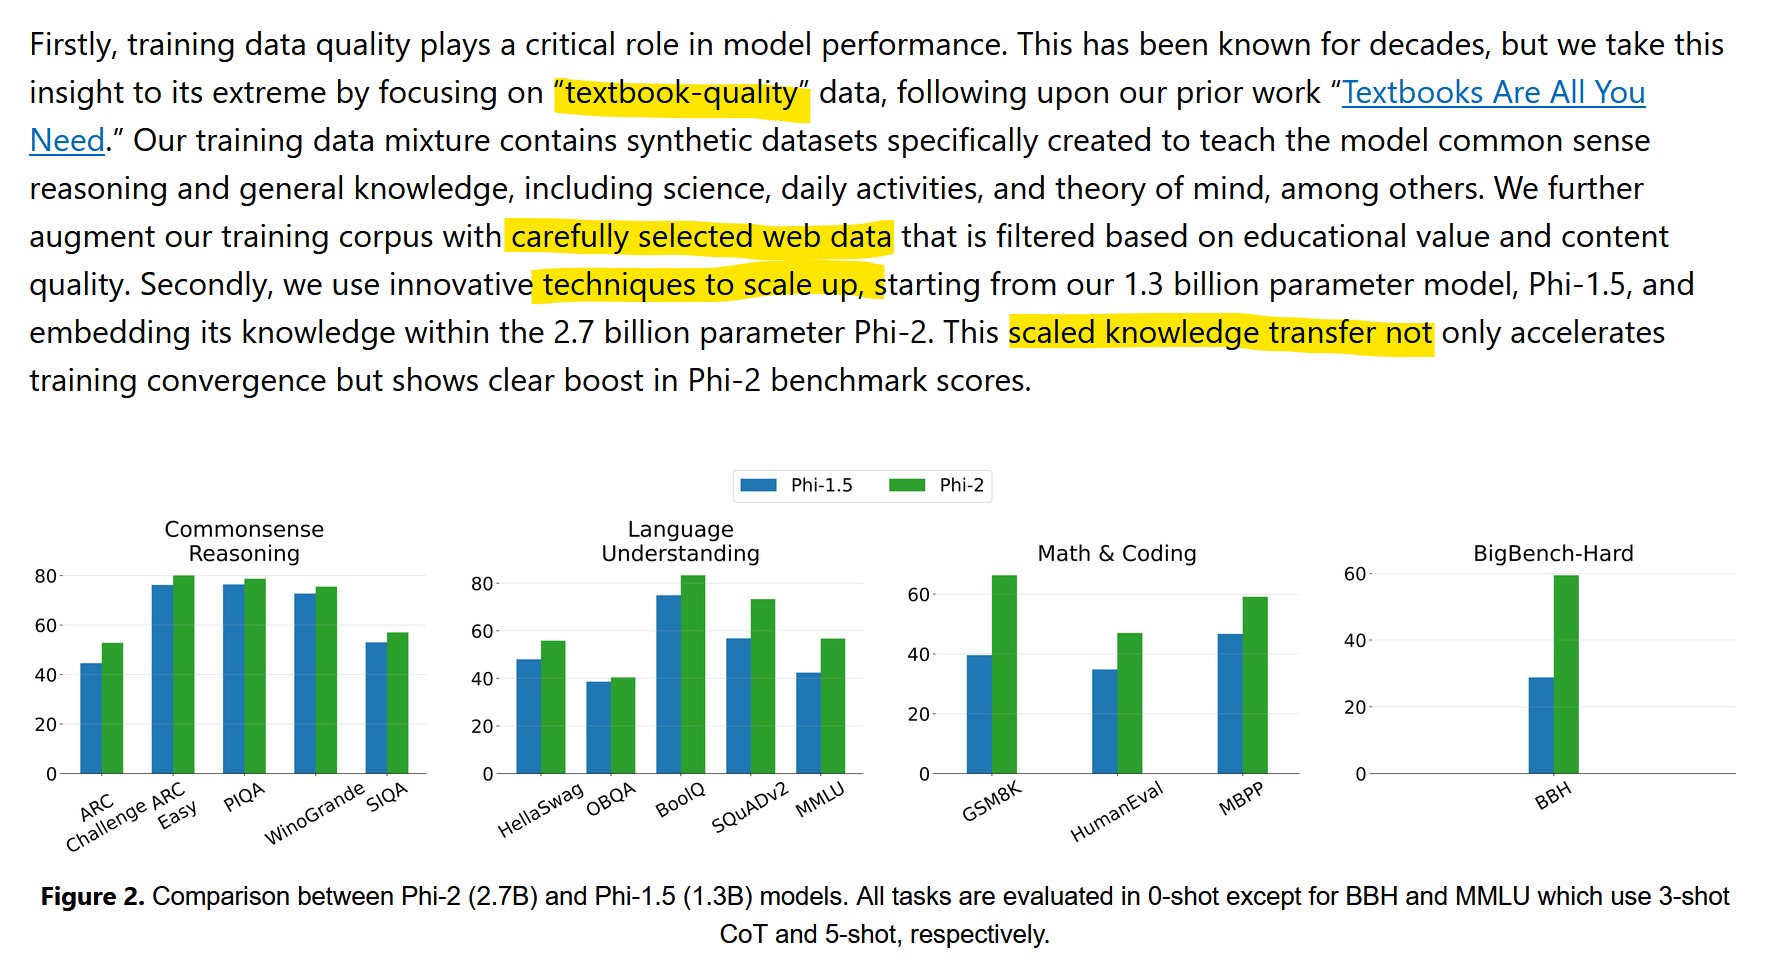 Firstly, training data quality plays a critical role in model performance. This has been known for decades, but we take this
insight to its extreme by focusing on “textbook-quality” data, following upon our prior work “Textbooks Are All You
Need.” Our training data mixture contains synthetic datasets specifically created to teach the model common sense
reasoning and general knowledge, including science, daily activities, and theory of mind, among others. We further
augment our training corpus with carefully selected web data that is filtered based on educational value and content
quality. Secondly, we use innovative techniques to scale up, starting from our 1.3 billion parameter model, Phi-1.5, and
embedding its knowledge within the 2.7 billion parameter Phi-2. This scaled knowledge transfer not only accelerates
training convergence but shows clear boost in Phi-2 benchmark scores.
Phi-1.5 Phi-2
Commonsense
Reasoning
80
60
40
20
0
ARC
Challenge
ARC
Easy
PIQA
WinoGrande
SIQA
Language
Understanding
80
60
40
20
0
HellaSwag
OBQA
BoolQ
SQuADv2
MMLU
Math & Coding
60
40
20
0
GSM8K
HumanEval
MBPP
BigBench-Hard
60
40
20
0
BBH
Figure 2. Comparison between Phi-2 (2.7B) and Phi-1.5 (1.3B) models. All tasks are evaluated in 0-shot except for BBH and MMLU which use 3-shot
CoT and 5-shot, respectively.